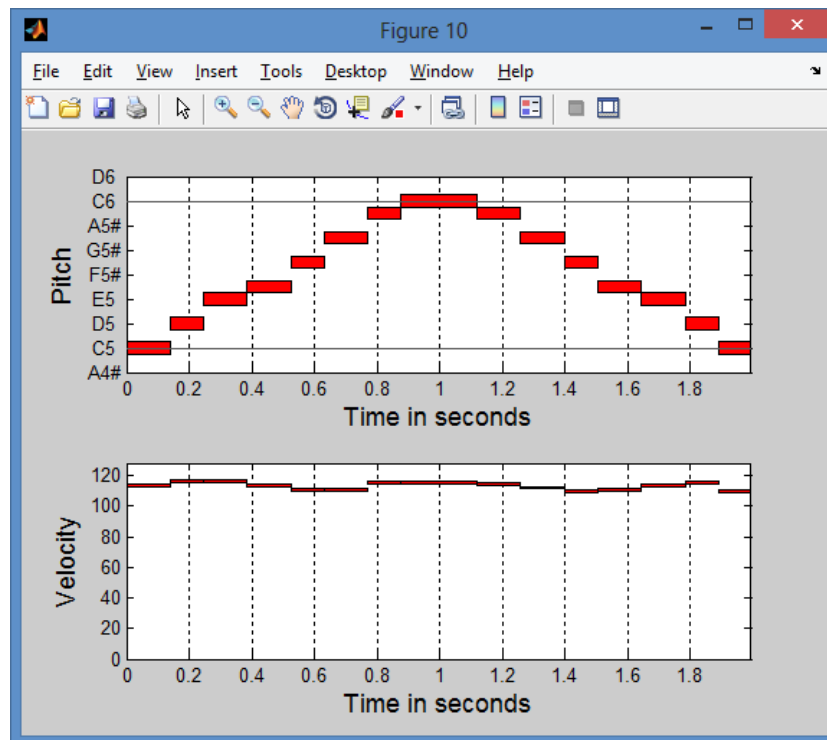 Figure 10
File Edit View Insert Tools Desktop Window Help
D6
C6
A5#
G5#
F5#
E5
D5
C5
A4#
Pitch
0 0.2 0.4 0.6 0.8 1 1.2 1.4 1.6 1.8
Time in seconds
120
100
80
60
40
20
0
Velocity
0 0.2 0.4 0.6 0.8 1 1.2 1.4 1.6 1.8
Time in seconds